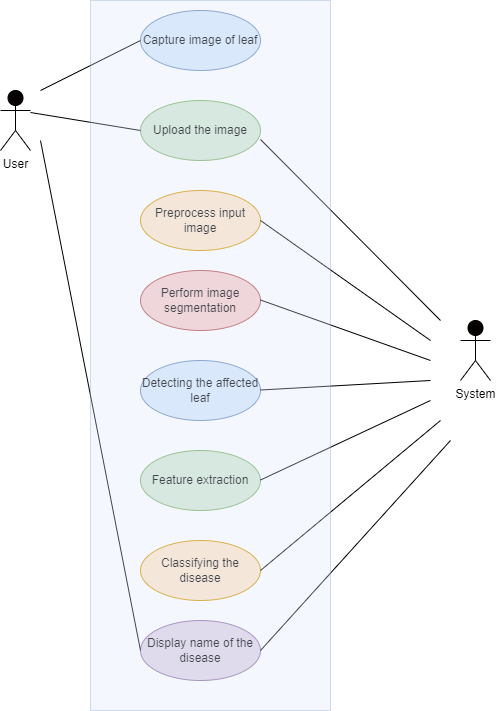 Capture image of leaf
Upload the image
User
Preprocess input
image
Perform image
segmentation
Detecting the affected
leaf
System
Feature extraction
Classifying the
disease
Display name of the
disease